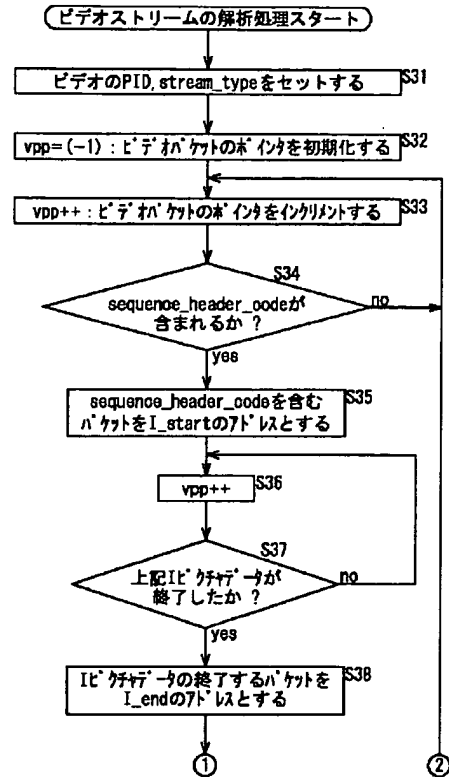 ビデオストリームの解析処理スタート
S31
ビデオのPID,stream_typeをセットする
S32
vpp=(-1):ビデオパケットのポインタを初期化する
S33
vpp++:ビデオパケットのポインタをインクリメントする
S34
sequence_header_codeが
含まれるか?
no
yes
S35
sequence_header_codeを含む
パケットをI_startのアドレスとする
S36
vpp++
S37
上記Iピクチャデータが
終了したか?
no
yes
S38
Iピクチャデータの終了するパケットを
I_endのアドレスとする
①
②